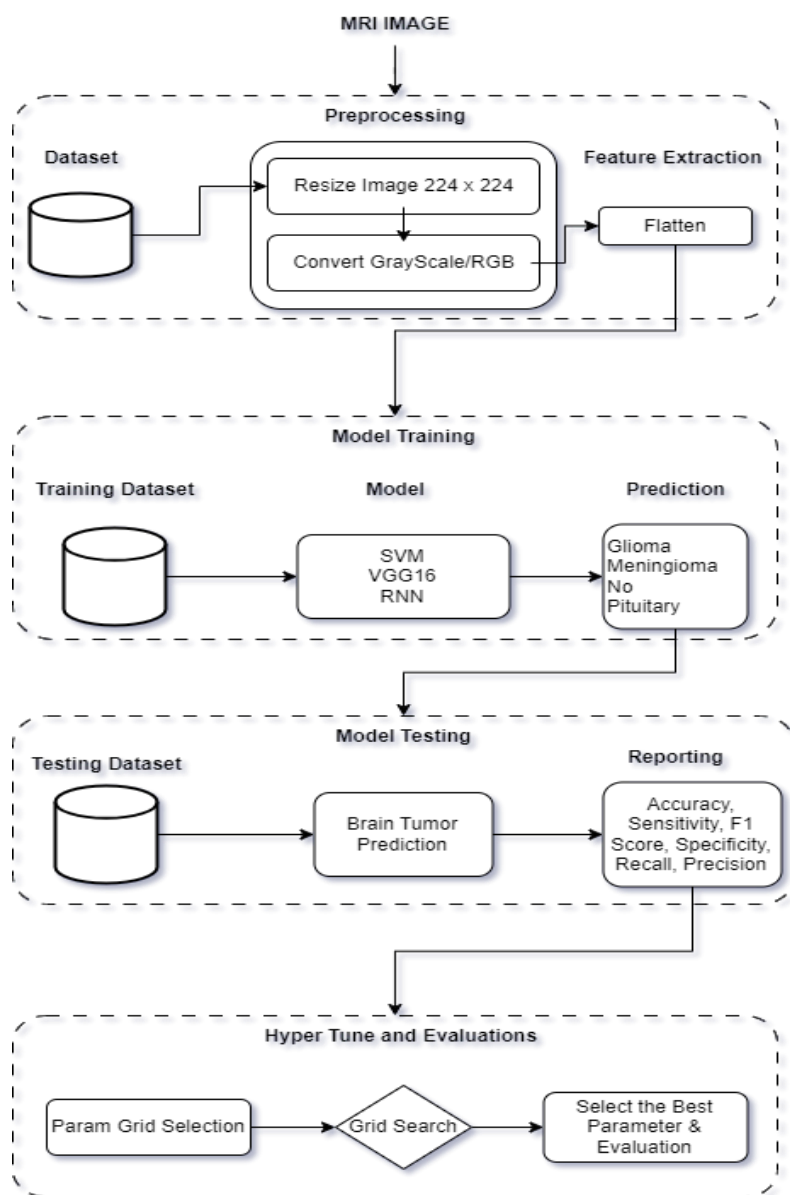 MRI IMAGE
Preprocessing
Dataset
Feature Extraction
Resize Image 224 x 224
Convert GrayScale/RGB
Flatten
Model Training
Training Dataset
Model
Prediction
SVM
VGG16
RNN
Glioma
Meningioma
No
Pituitary
Model Testing
Testing Dataset
Reporting
Brain Tumor
Prediction
Accuracy,
Sensitivity, F1
Score, Specificity,
Recall, Precision
Hyper Tune and Evaluations
Param Grid Selection
Grid Search
Select the Best
Parameter &
Evaluation